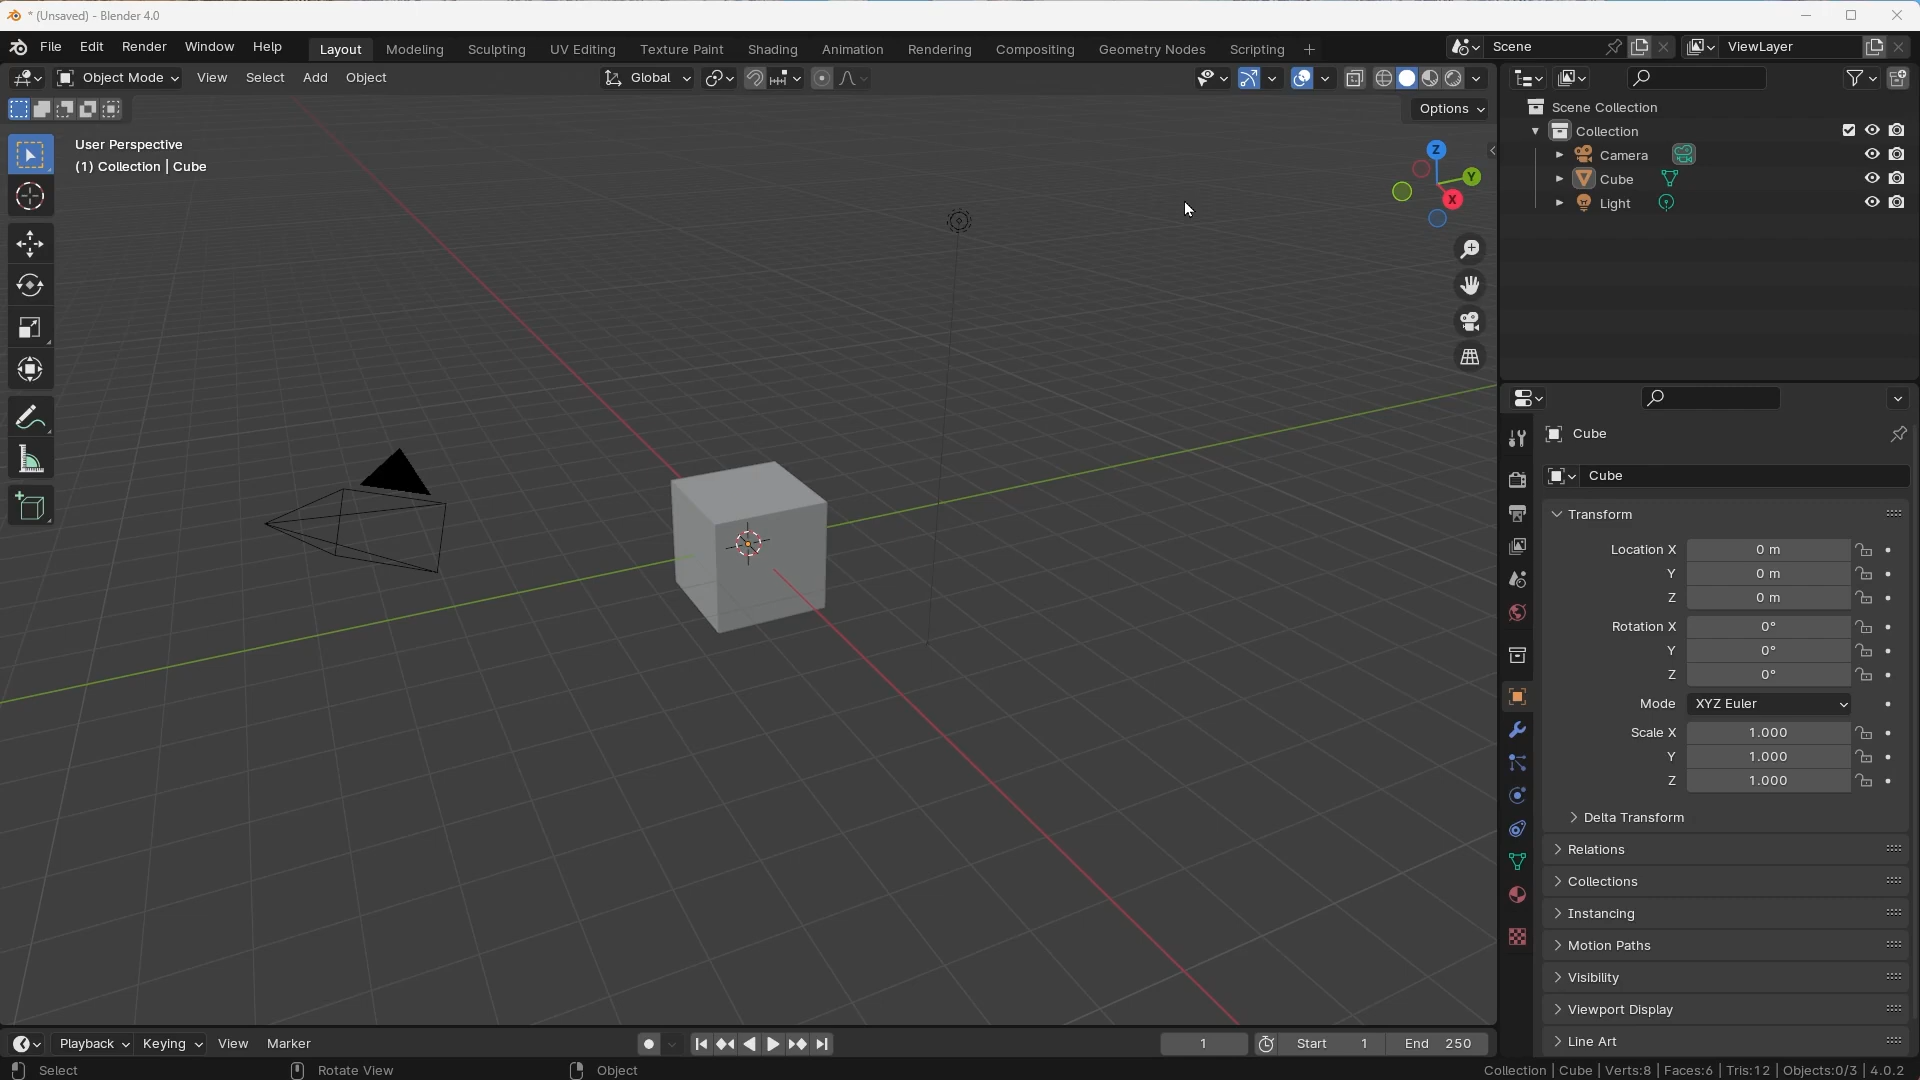 * (Unsaved) - Blender 4.0
File Edit Render Window Help Layout Modeling Sculpting UV Editing Texture Paint Shading Animation Rendering Compositing Geometry Nodes Scripting + Scene ViewLayer
Object Mode View Select Add Object Global
Options
User Perspective
(1) Collection | Cube
Z
Y
X
Scene Collection
Collection
Camera
Cube
Light
Cube
Cube
Transform
Location X 0 m
Y 0 m
Z 0 m
Rotation X 0°
Y 0°
Z 0°
Mode XYZ Euler
Scale X 1.000
Y 1.000
Z 1.000
Delta Transform
Relations
Collections
Instancing
Motion Paths
Visibility
Viewport Display
Line Art
Playback Keying View Marker 1 Start 1 End 250
Select Rotate View Object Collection | Cube | Verts:8 | Faces:6 | Tris:12 | Objects:0/3 | 4.0.2